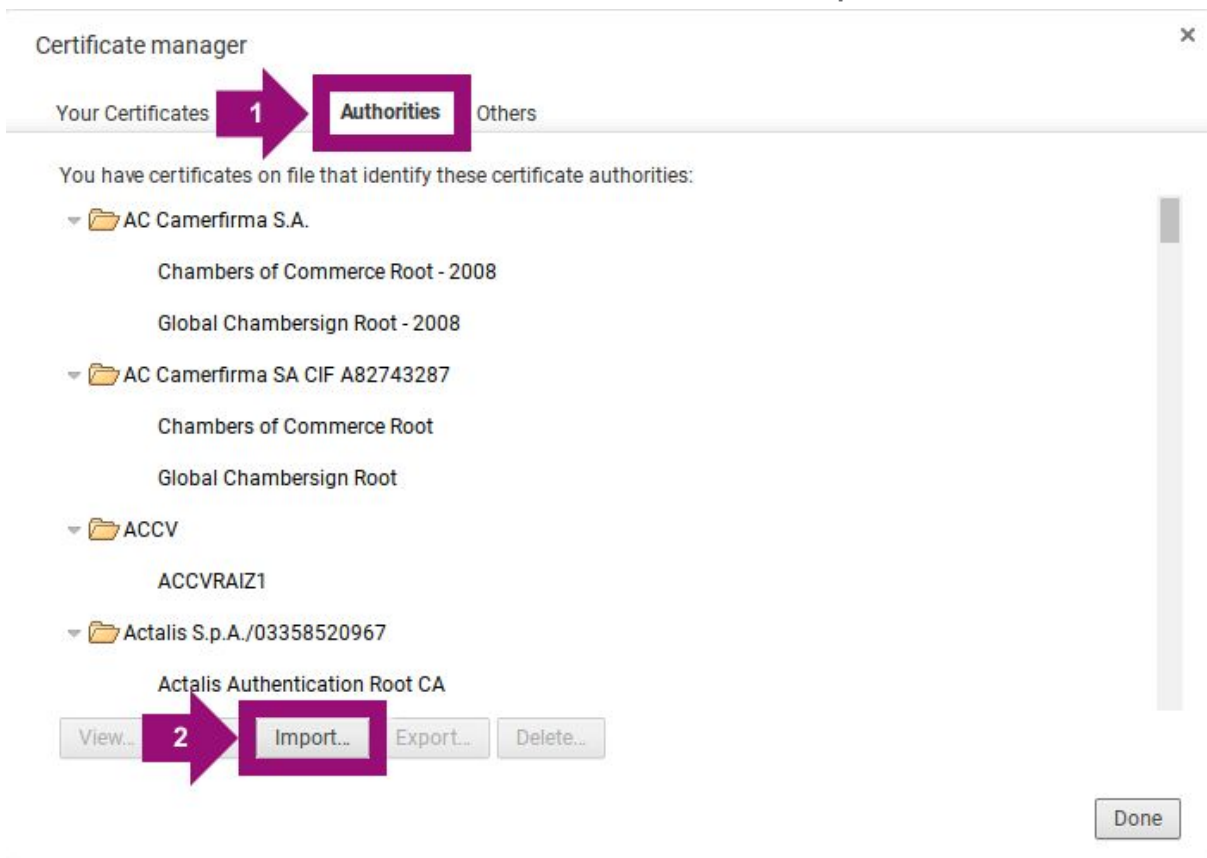 Certificate manager ×
Your Certificates 1 Authorities Others
You have certificates on file that identify these certificate authorities:
AC Camerfirma S.A.
Chambers of Commerce Root - 2008
Global Chambersign Root - 2008
AC Camerfirma SA CIF A82743287
Chambers of Commerce Root
Global Chambersign Root
ACCV
ACCVRAIZ1
Actalis S.p.A./03358520967
Actalis Authentication Root CA
View... 2 Import... Export... Delete...
Done